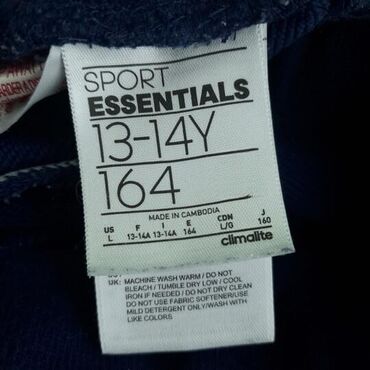 SPORT
ESSENTIALS
13-14Y
164
MADE IN CAMBODIA
US F I E CDN J
L 13-14A 13-14A 164 L/G 160
climalite
UK: MACHINE WASH WARM / DO NOT
BLEACH / TUMBLE DRY LOW / COOL
IRON IF NEEDED / DO NOT DRY CLEAN
DO NOT USE FABRIC SOFTENER/USE
MILD DETERGENT ONLY/WASH WITH
LIKE COLORS